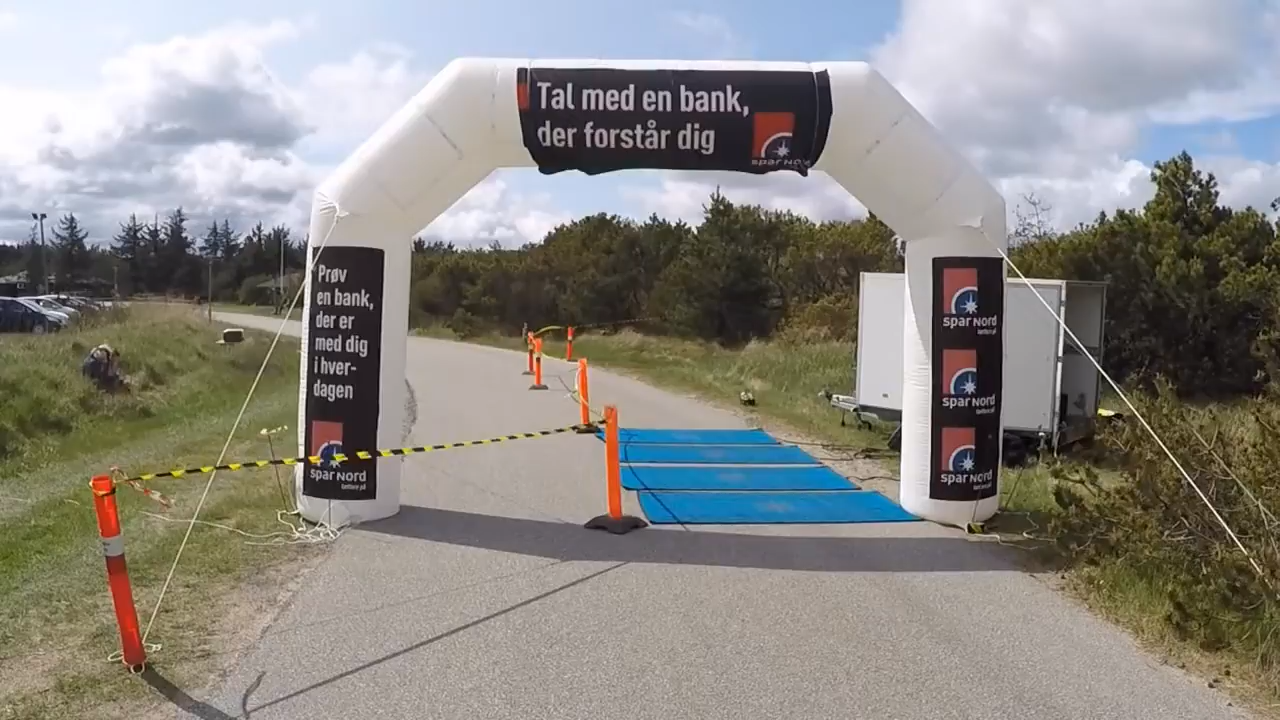 Tal med en bank,
der forstår dig
spar Nord
Prøv
en bank,
der er
med dig
i hver-
dagen
spar Nord
spar Nord
spar Nord
spar Nord